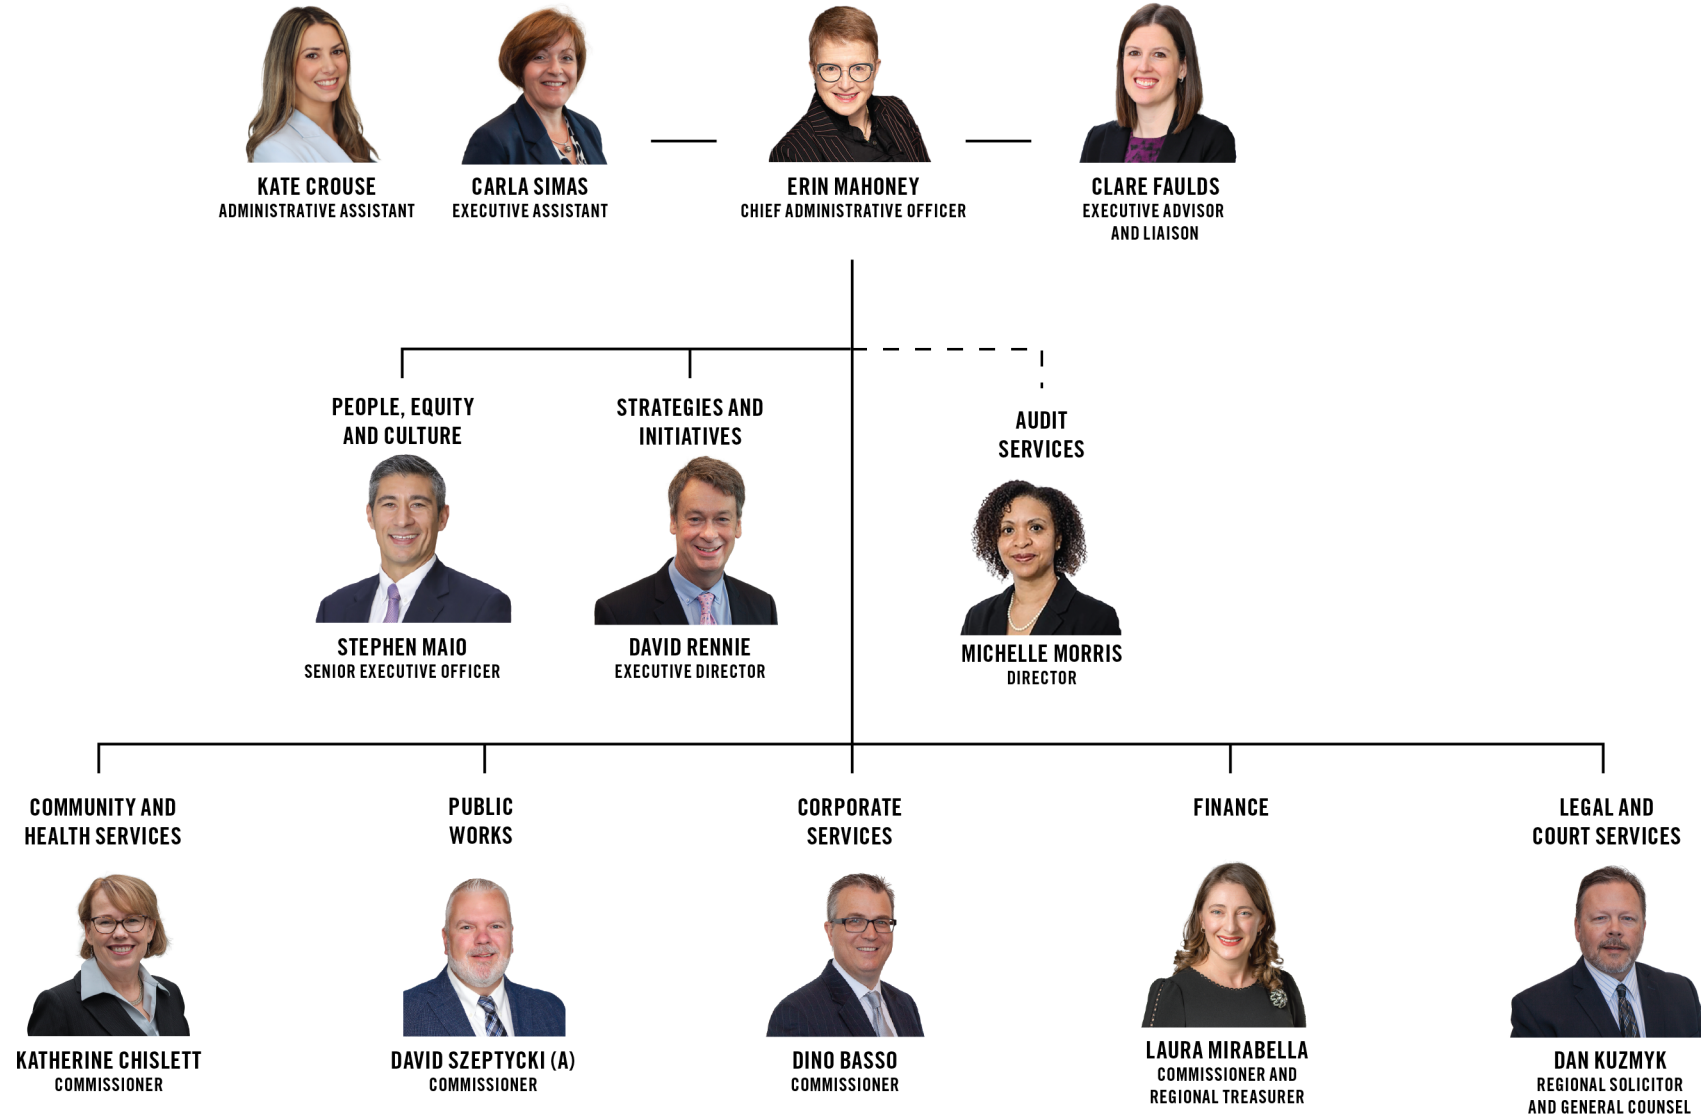 KATE CROUSE
ADMINISTRATIVE ASSISTANT
CARLA SIMAS
EXECUTIVE ASSISTANT
ERIN MAHONEY
CHIEF ADMINISTRATIVE OFFICER
CLARE FAULDS
EXECUTIVE ADVISOR
AND LIAISON
PEOPLE, EQUITY
AND CULTURE
STEPHEN MAIO
SENIOR EXECUTIVE OFFICER
STRATEGIES AND
INITIATIVES
DAVID RENNIE
EXECUTIVE DIRECTOR
AUDIT
SERVICES
MICHELLE MORRIS
DIRECTOR
COMMUNITY AND
HEALTH SERVICES
KATHERINE CHISLETT
COMMISSIONER
PUBLIC
WORKS
DAVID SZEPTYCKI (A)
COMMISSIONER
CORPORATE
SERVICES
DINO BASSO
COMMISSIONER
FINANCE
LAURA MIRABELLA
COMMISSIONER AND
REGIONAL TREASURER
LEGAL AND
COURT SERVICES
DAN KUZMYK
REGIONAL SOLICITOR
AND GENERAL COUNSEL